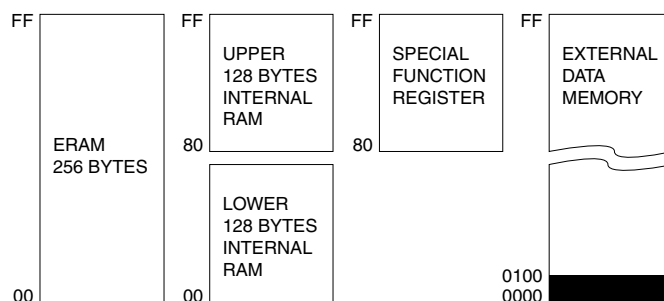 FF
ERAM
256 BYTES
00
FF
UPPER
128 BYTES
INTERNAL
RAM
80
LOWER
128 BYTES
INTERNAL
RAM
00
FF
SPECIAL
FUNCTION
REGISTER
80
FF
EXTERNAL
DATA
MEMORY
0100
0000